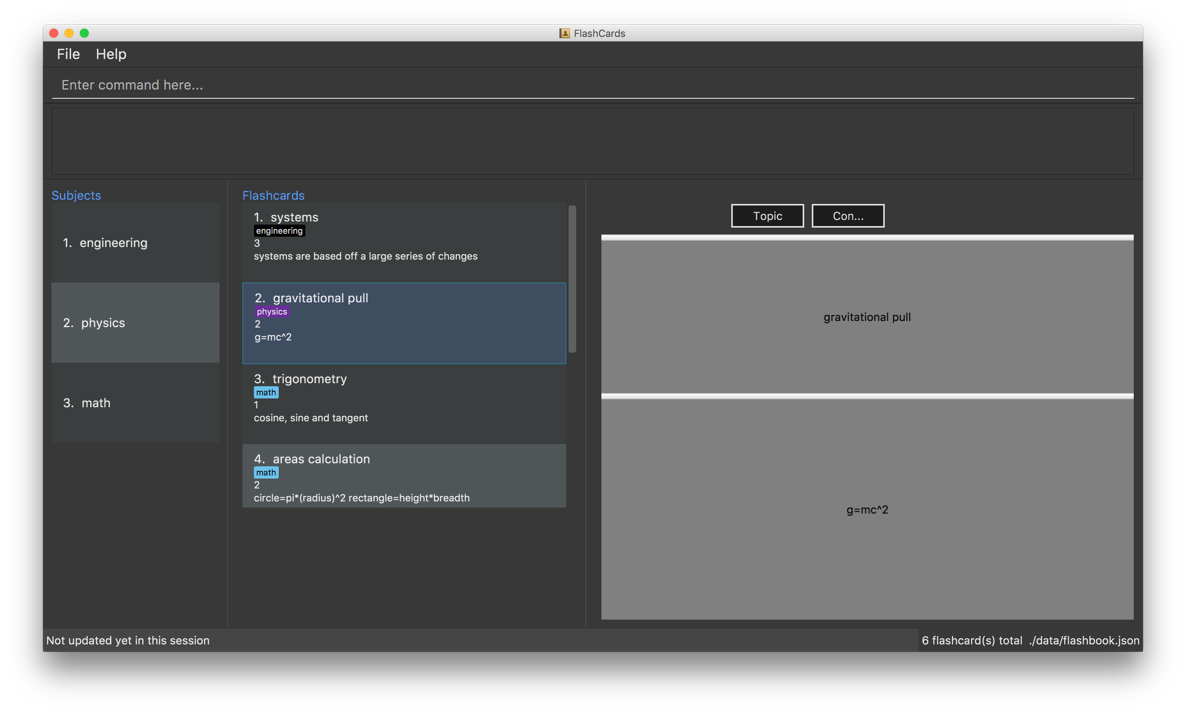 FlashCards
File Help
Enter command here...
Subjects
1. engineering
2. physics
3. math
Flashcards
1. systems
engineering
3
systems are based off a large series of changes
2. gravitational pull
physics
2
g=mc^2
3. trigonometry
math
1
cosine, sine and tangent
4. areas calculation
math
2
circle=pi*(radius)^2 rectangle=height*breadth
Topic Con...
gravitational pull
g=mc^2
Not updated yet in this session
6 flashcard(s) total ./data/flashbook.json